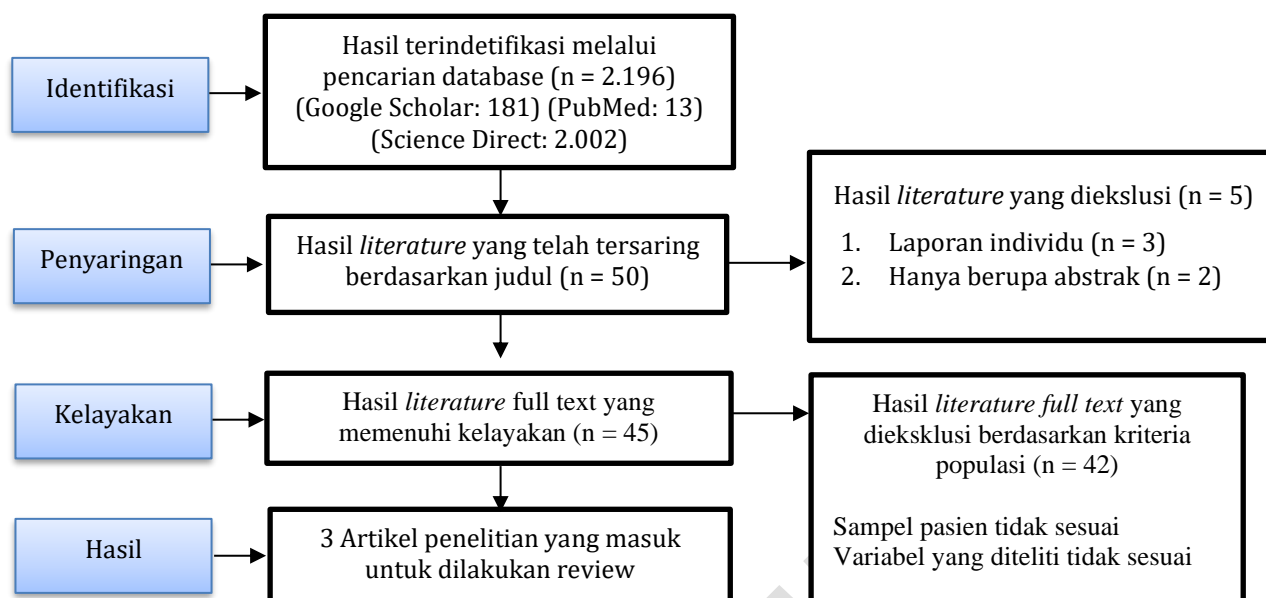 Identifikasi
Hasil terindetifikasi melalui
pencarian database (n = 2.196)
(Google Scholar: 181) (PubMed: 13)
(Science Direct: 2.002)
Penyaringan
Hasil literature yang telah tersaring
berdasarkan judul (n = 50)
Hasil literature yang diekslusi (n = 5)
1. Laporan individu (n = 3)
2. Hanya berupa abstrak (n = 2)
Kelayakan
Hasil literature full text yang
memenuhi kelayakan (n = 45)
Hasil literature full text yang
dieksklusi berdasarkan kriteria
populasi (n = 42)
Sampel pasien tidak sesuai
Variabel yang diteliti tidak sesuai
Hasil
3 Artikel penelitian yang masuk
untuk dilakukan review